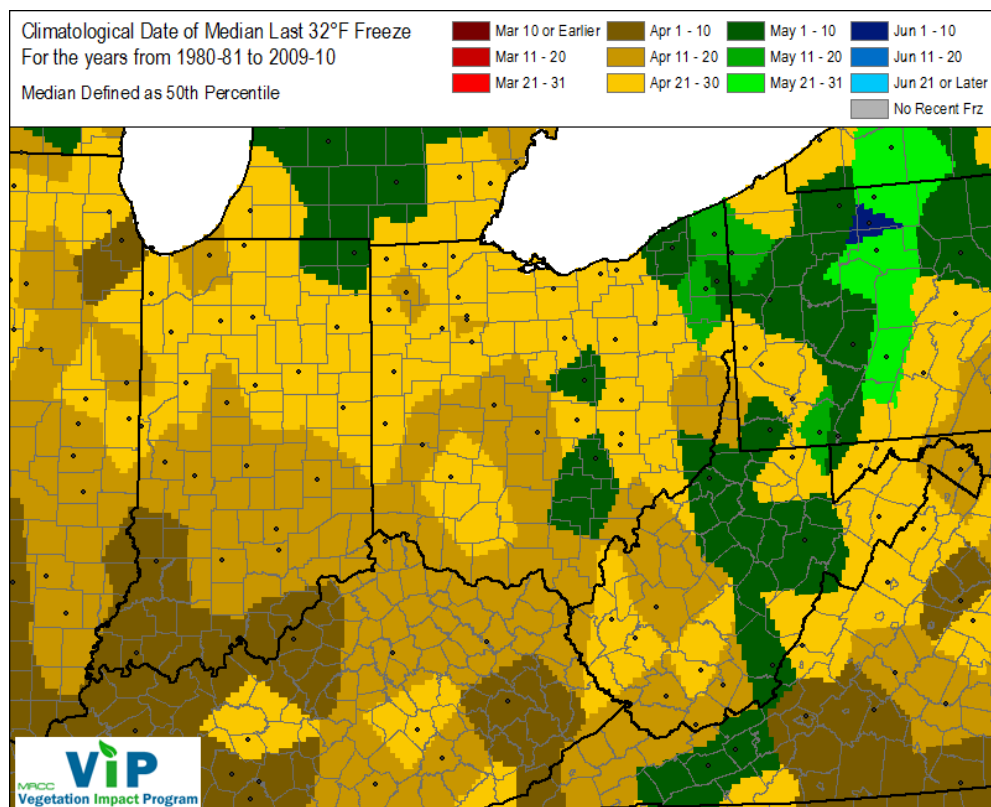 Climatological Date of Median Last 32°F Freeze
For the years from 1980-81 to 2009-10
Median Defined as 50th Percentile
Mar 10 or Earlier
Mar 11 - 20
Mar 21 - 31
Apr 1 - 10
Apr 11 - 20
Apr 21 - 30
May 1 - 10
May 11 - 20
May 21 - 31
Jun 1 - 10
Jun 11 - 20
Jun 21 or Later
No Recent Frz
MRCC
ViP
Vegetation Impact Program